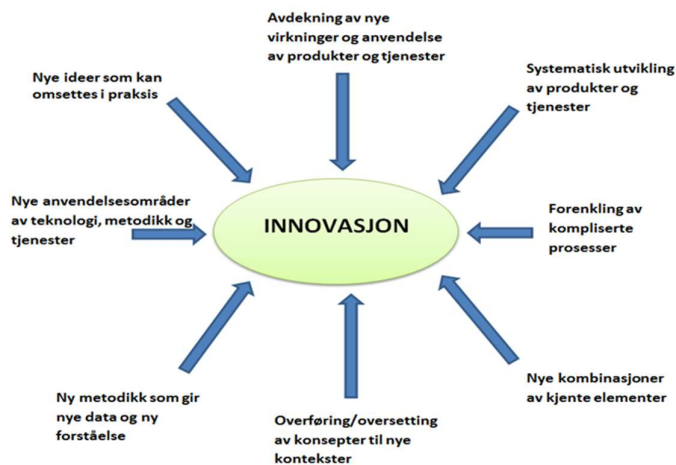 Avdekning av nye
virkninger og anvendelse
av produkter og tjenester
Nye ideer som kan
omsettes i praksis
Systematisk utvikling
av produkter og
tjenester
Nye anvendelsesområder
av teknologi, metodikk og
tjenester
INNOVASJON
Forenkling av
kompliserte
prosesser
Ny metodikk som gir
nye data og ny
forståelse
Overføring/oversetting
av konsepter til nye
kontekster
Nye kombinasjoner
av kjente elementer